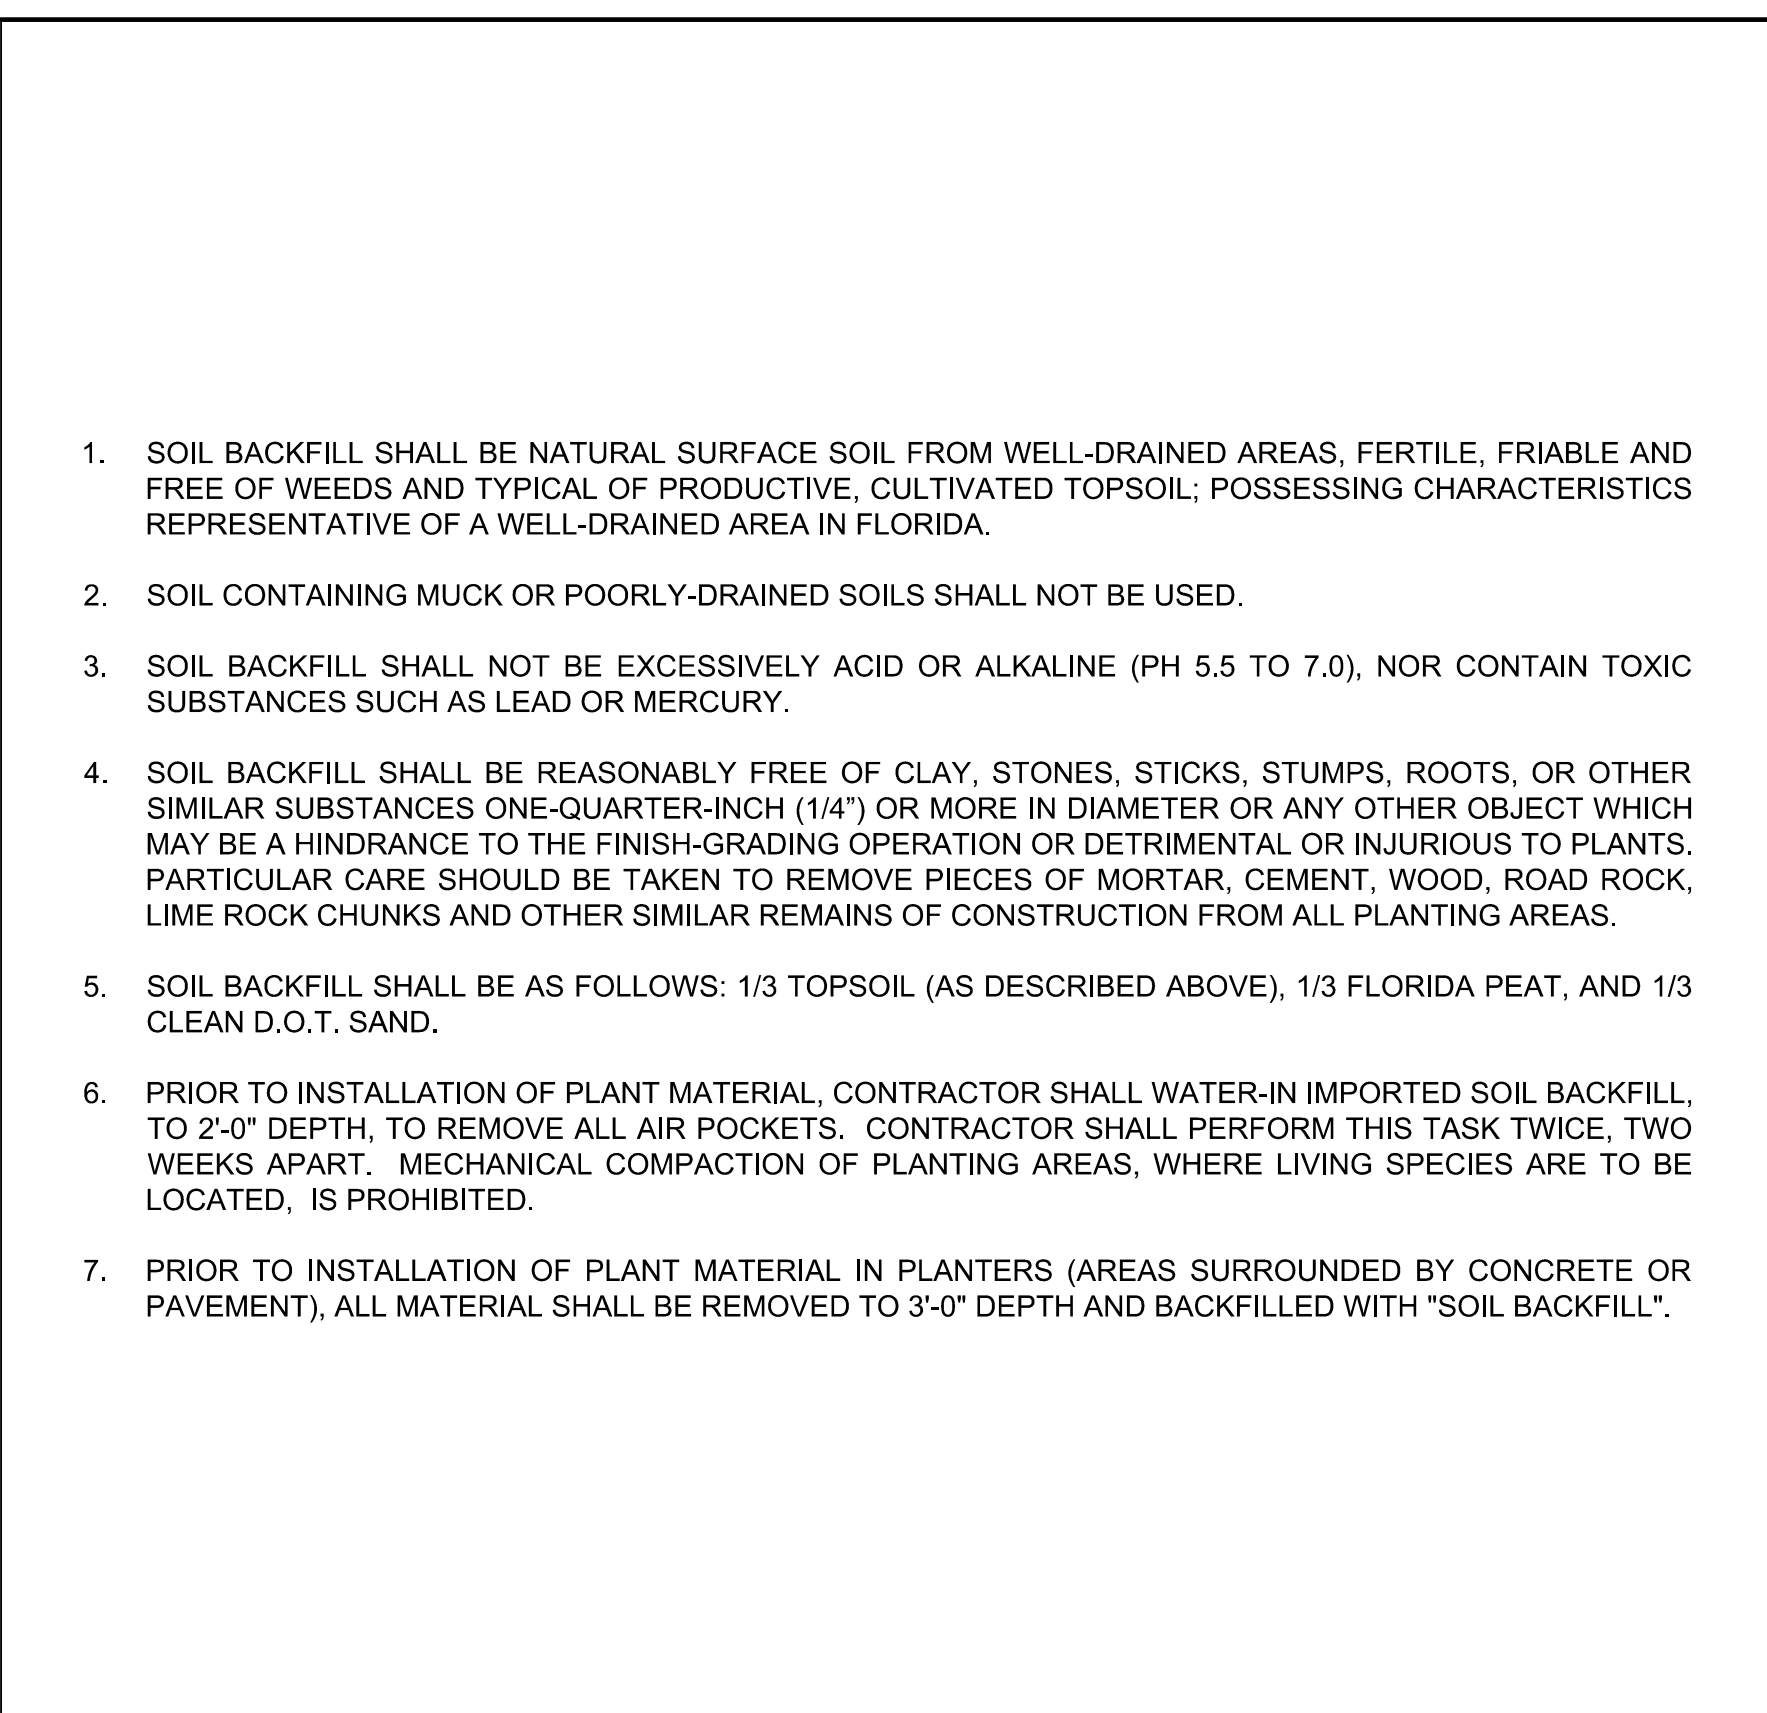 1. SOIL BACKFILL SHALL BE NATURAL SURFACE SOIL FROM WELL-DRAINED AREAS, FERTILE, FRIABLE AND
FREE OF WEEDS AND TYPICAL OF PRODUCTIVE, CULTIVATED TOPSOIL; POSSESSING CHARACTERISTICS
REPRESENTATIVE OF A WELL-DRAINED AREA IN FLORIDA.
2. SOIL CONTAINING MUCK OR POORLY-DRAINED SOILS SHALL NOT BE USED.
3. SOIL BACKFILL SHALL NOT BE EXCESSIVELY ACID OR ALKALINE (PH 5.5 TO 7.0), NOR CONTAIN TOXIC
SUBSTANCES SUCH AS LEAD OR MERCURY.
4. SOIL BACKFILL SHALL BE REASONABLY FREE OF CLAY, STONES, STICKS, STUMPS, ROOTS, OR OTHER
SIMILAR SUBSTANCES ONE-QUARTER-INCH (1/4”) OR MORE IN DIAMETER OR ANY OTHER OBJECT WHICH
MAY BE A HINDRANCE TO THE FINISH-GRADING OPERATION OR DETRIMENTAL OR INJURIOUS TO PLANTS.
PARTICULAR CARE SHOULD BE TAKEN TO REMOVE PIECES OF MORTAR, CEMENT, WOOD, ROAD ROCK,
LIME ROCK CHUNKS AND OTHER SIMILAR REMAINS OF CONSTRUCTION FROM ALL PLANTING AREAS.
5. SOIL BACKFILL SHALL BE AS FOLLOWS: 1/3 TOPSOIL (AS DESCRIBED ABOVE), 1/3 FLORIDA PEAT, AND 1/3
CLEAN D.O.T. SAND.
6. PRIOR TO INSTALLATION OF PLANT MATERIAL, CONTRACTOR SHALL WATER-IN IMPORTED SOIL BACKFILL,
TO 2'-0" DEPTH, TO REMOVE ALL AIR POCKETS. CONTRACTOR SHALL PERFORM THIS TASK TWICE, TWO
WEEKS APART. MECHANICAL COMPACTION OF PLANTING AREAS, WHERE LIVING SPECIES ARE TO BE
LOCATED, IS PROHIBITED.
7. PRIOR TO INSTALLATION OF PLANT MATERIAL IN PLANTERS (AREAS SURROUNDED BY CONCRETE OR
PAVEMENT), ALL MATERIAL SHALL BE REMOVED TO 3'-0" DEPTH AND BACKFILLED WITH "SOIL BACKFILL".